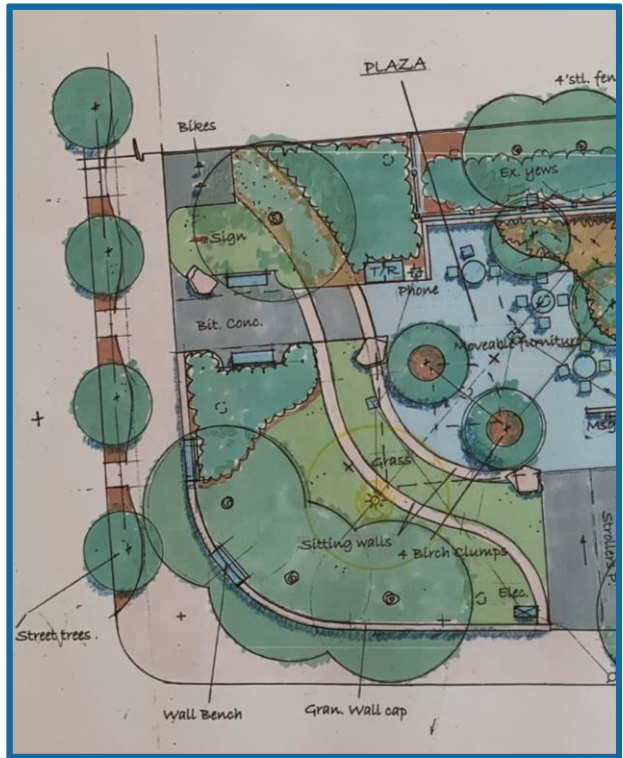 PLAZA
4'stl. fen
Bikes
Ex. yews
Sign
T/R
Phone
Bit. Conc.
Moveable furniture
Msg
Grass
Sitting walls
4 Birch Clumps
Strollers P.
Elec.
Street trees.
Wall Bench
Gran. Wall cap